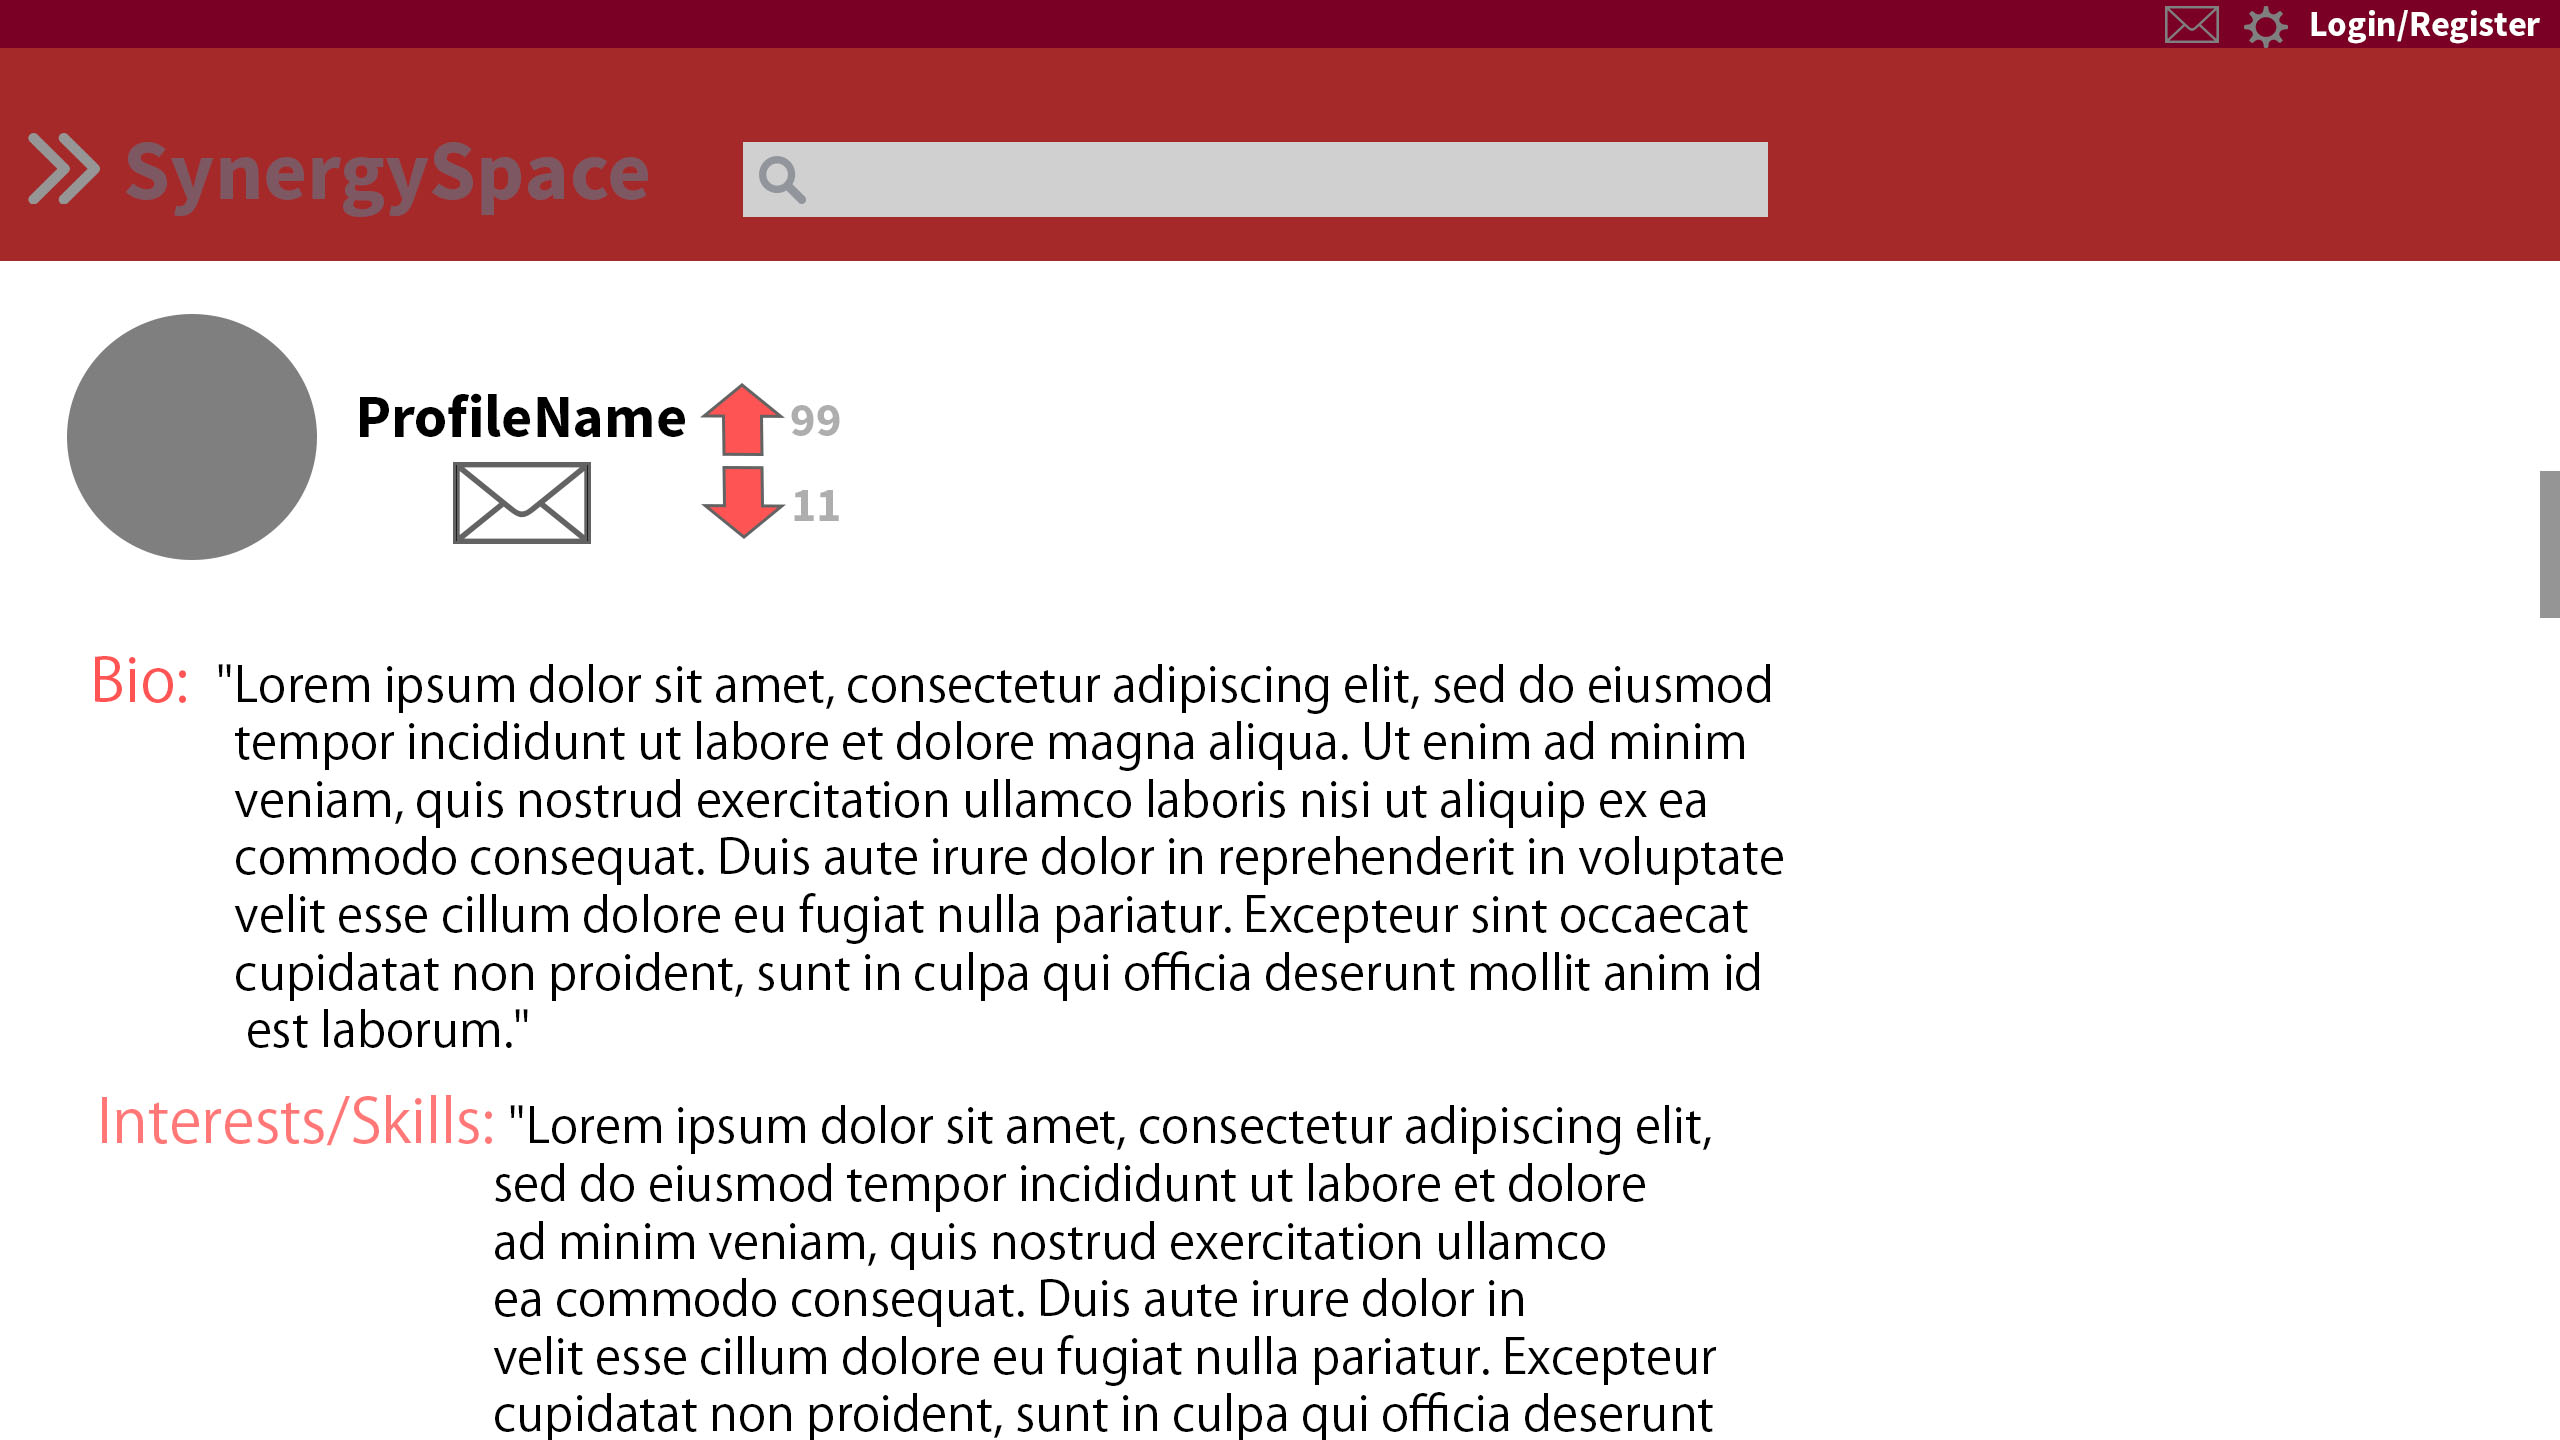 Login/Register
SynergySpace
ProfileName
99
11
Bio: "Lorem ipsum dolor sit amet, consectetur adipiscing elit, sed do eiusmod
tempor incididunt ut labore et dolore magna aliqua. Ut enim ad minim
veniam, quis nostrud exercitation ullamco laboris nisi ut aliquip ex ea
commodo consequat. Duis aute irure dolor in reprehenderit in voluptate
velit esse cillum dolore eu fugiat nulla pariatur. Excepteur sint occaecat
cupidatat non proident, sunt in culpa qui officia deserunt mollit anim id
est laborum."
Interests/Skills: "Lorem ipsum dolor sit amet, consectetur adipiscing elit,
sed do eiusmod tempor incididunt ut labore et dolore
ad minim veniam, quis nostrud exercitation ullamco
ea commodo consequat. Duis aute irure dolor in
velit esse cillum dolore eu fugiat nulla pariatur. Excepteur
cupidatat non proident, sunt in culpa qui officia deserunt